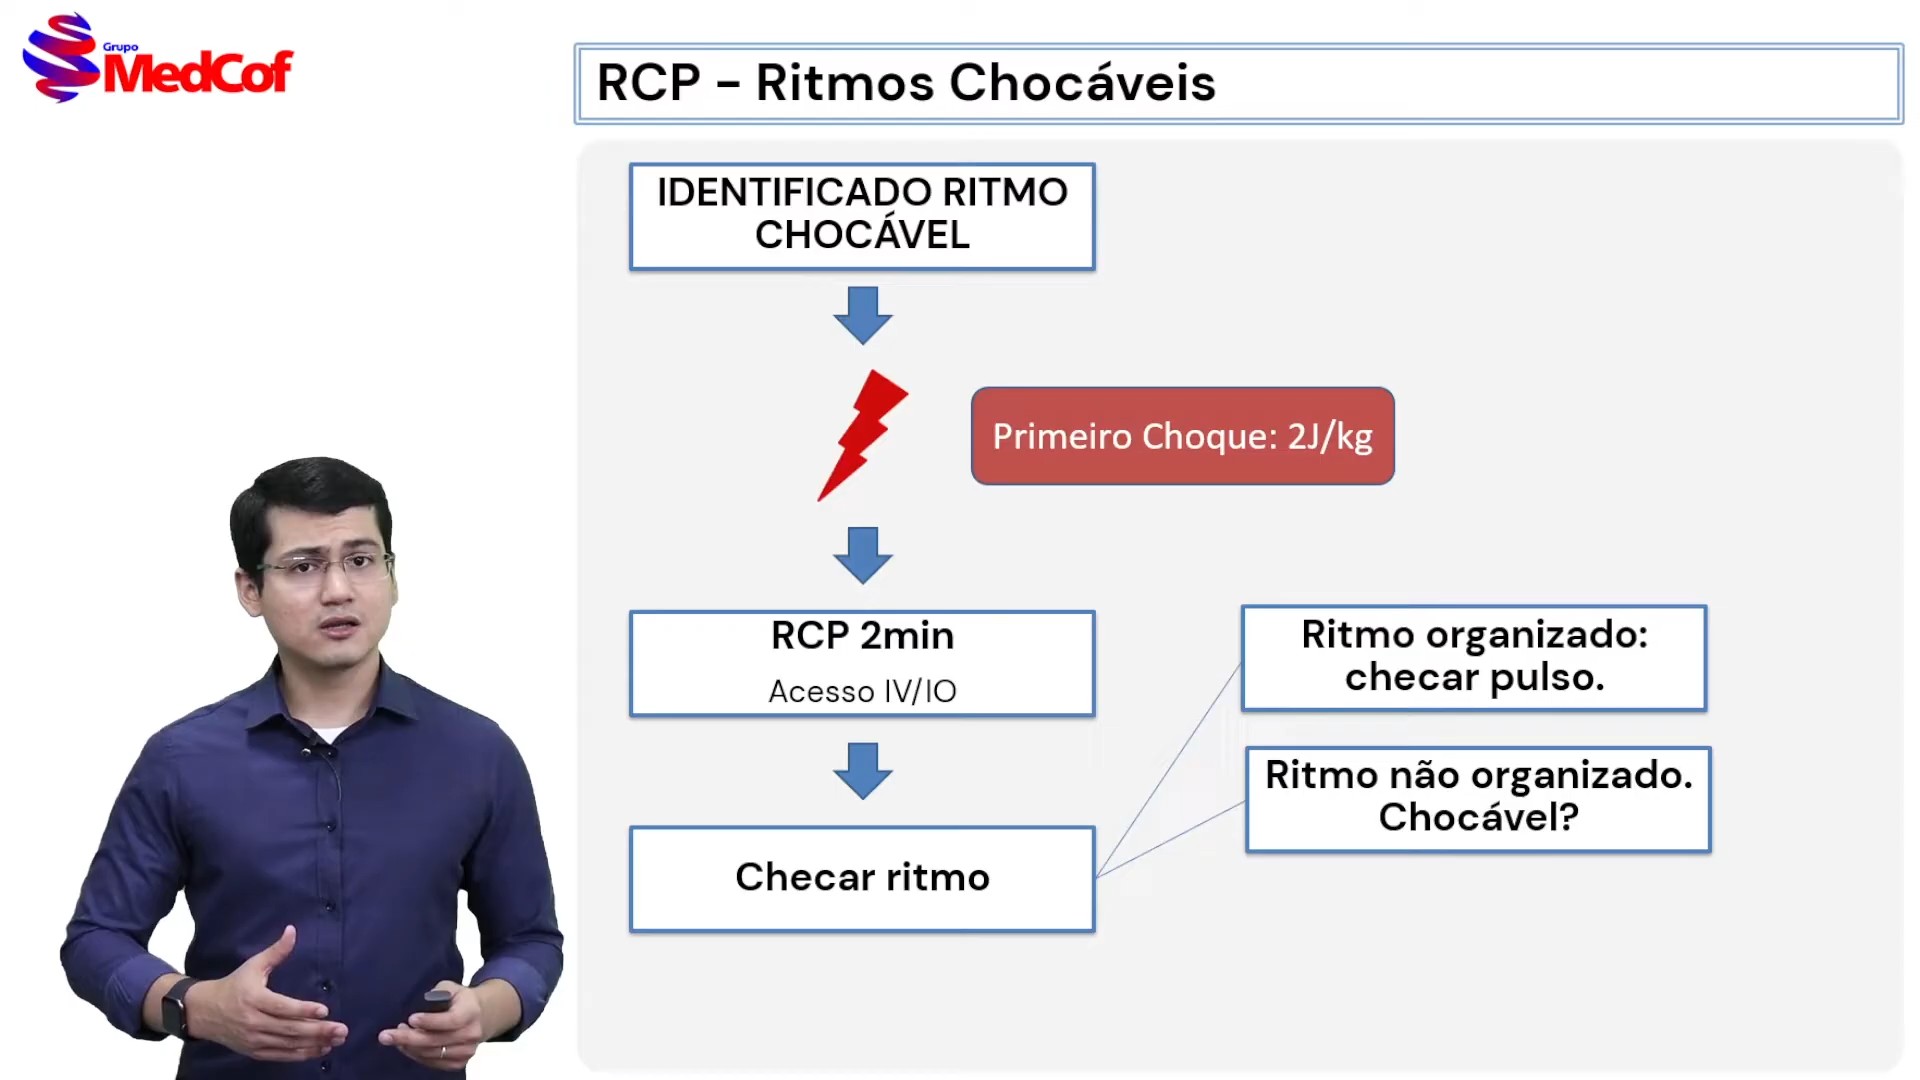 Grupo
MedCof
RCP – Ritmos Chocáveis
IDENTIFICADO RITMO
CHOCÁVEL
Primeiro Choque: 2J/kg
RCP 2min
Acesso IV/IO
Ritmo organizado:
checar pulso.
Ritmo não organizado.
Chocável?
Checar ritmo